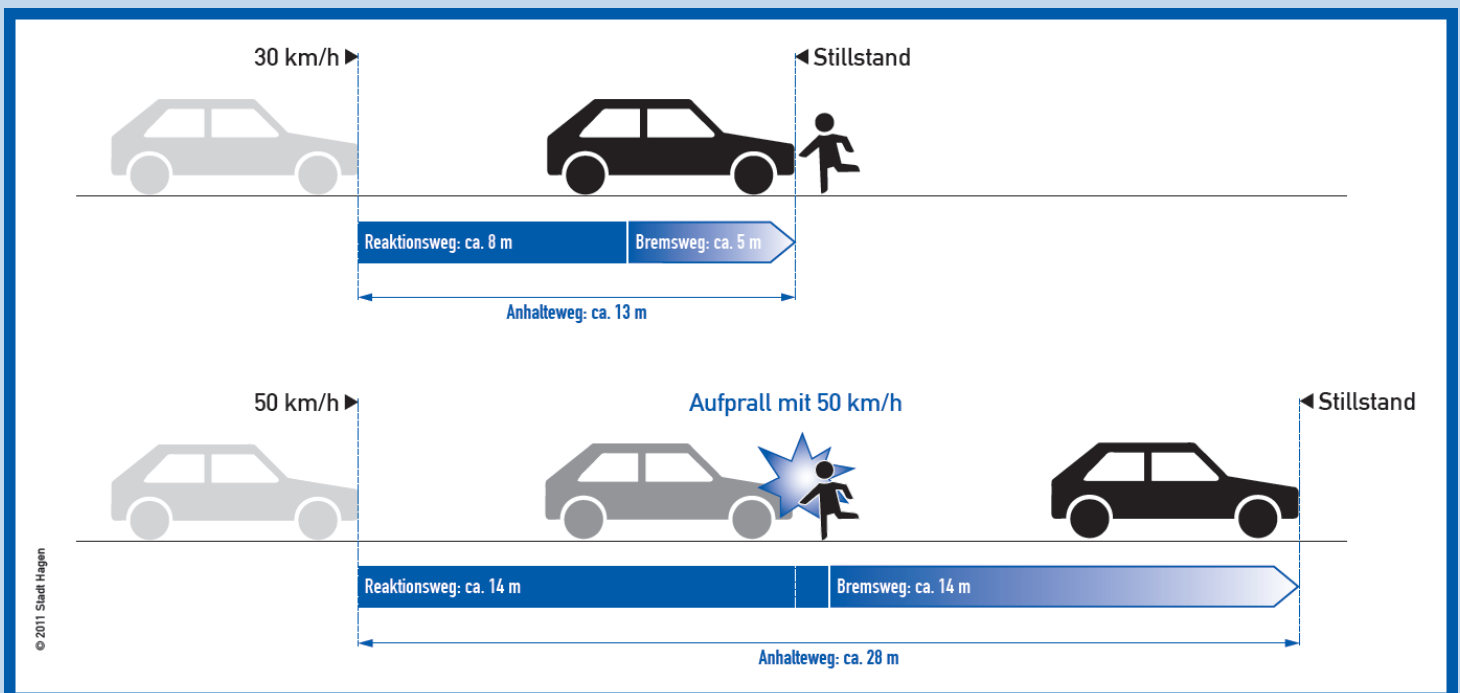 30 km/h
Stillstand
Reaktionsweg: ca. 8 m
Bremsweg: ca. 5 m
Anhalteweg: ca. 13 m
50 km/h
Aufprall mit 50 km/h
Stillstand
Reaktionsweg: ca. 14 m
Bremsweg: ca. 14 m
Anhalteweg: ca. 28 m
© 2011 Stadt Hagen